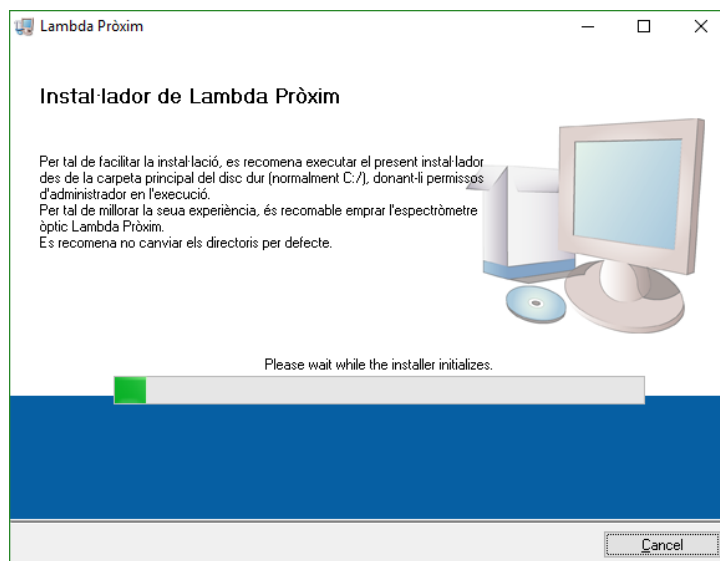 Lambda Pròxim
Instal·lador de Lambda Pròxim
Per tal de facilitar la instal·lació, es recomena executar el present instal·lador
des de la carpeta principal del disc dur (normalment C:/), donant-li permissos
d'administrador en l'execució.
Per tal de millorar la seua experiència, és recomable emprar l'espectròmetre
òptic Lambda Pròxim.
Es recomena no canviar els directoris per defecte.
Please wait while the installer initializes.
Cancel